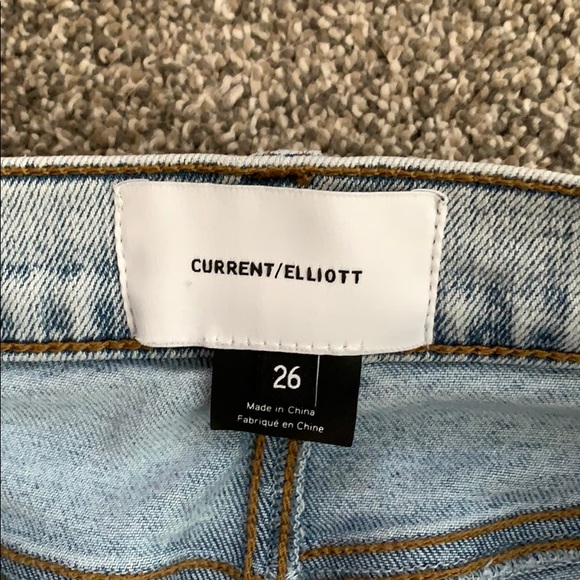 CURRENT/ELLIOTT
26
Made in China
Fabriqué en Chine